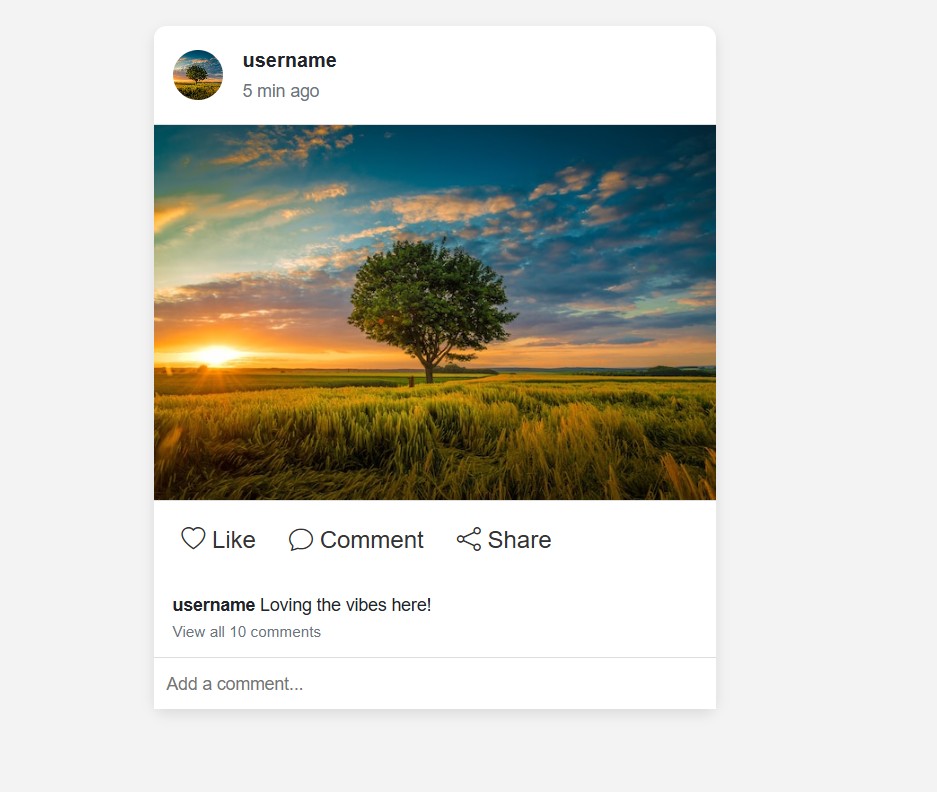 username
5 min ago
Like Comment Share
username Loving the vibes here!
View all 10 comments
Add a comment...